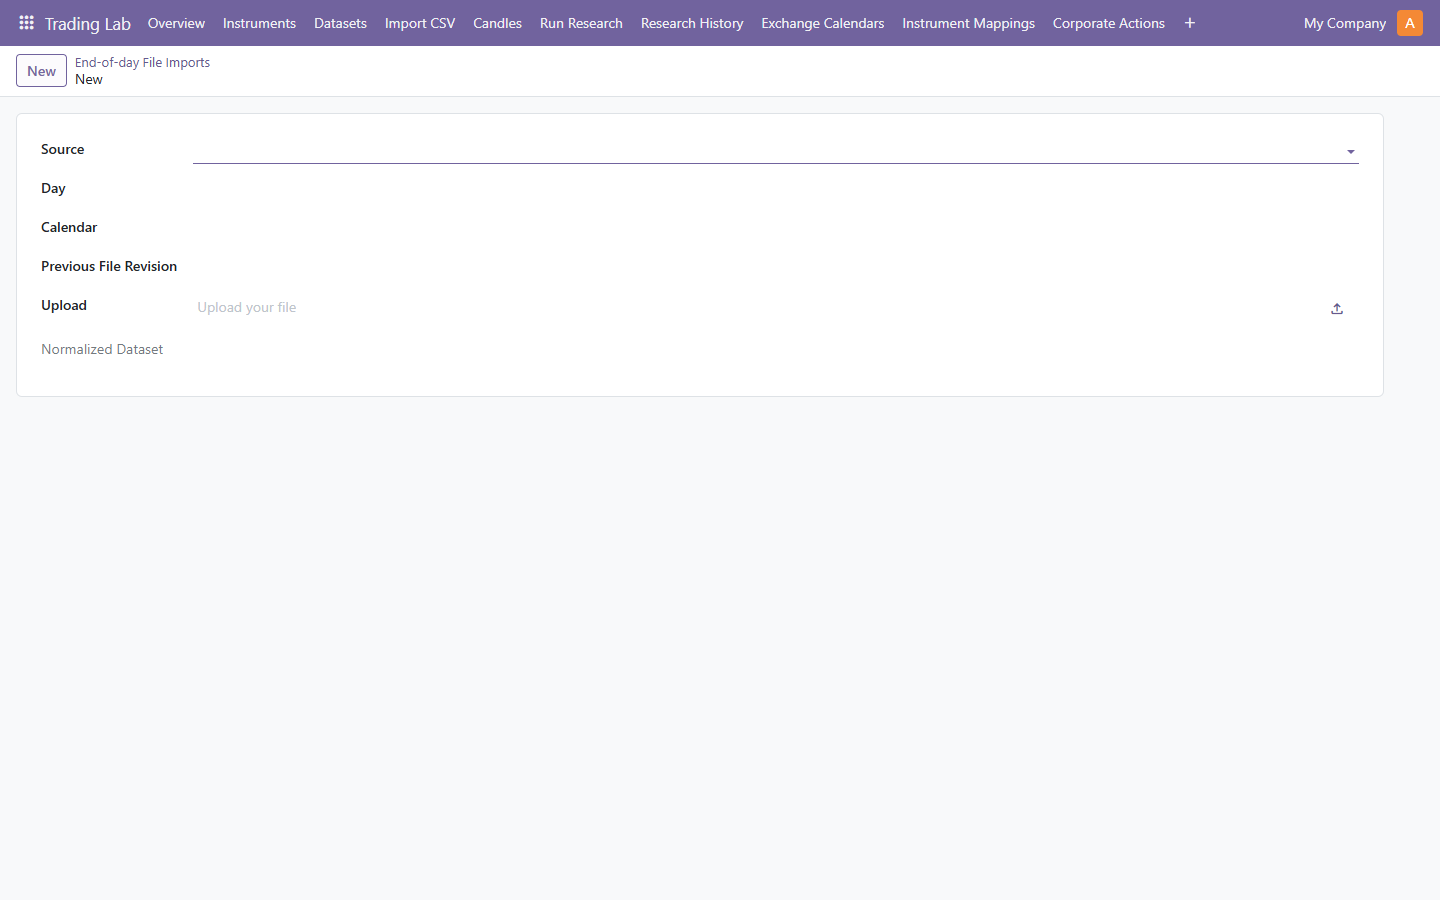 Trading Lab Overview Instruments Datasets Import CSV Candles Run Research Research History Exchange Calendars Instrument Mappings Corporate Actions + My Company A
New
End-of-day File Imports
New
Source
Day
Calendar
Previous File Revision
Upload Upload your file
Normalized Dataset